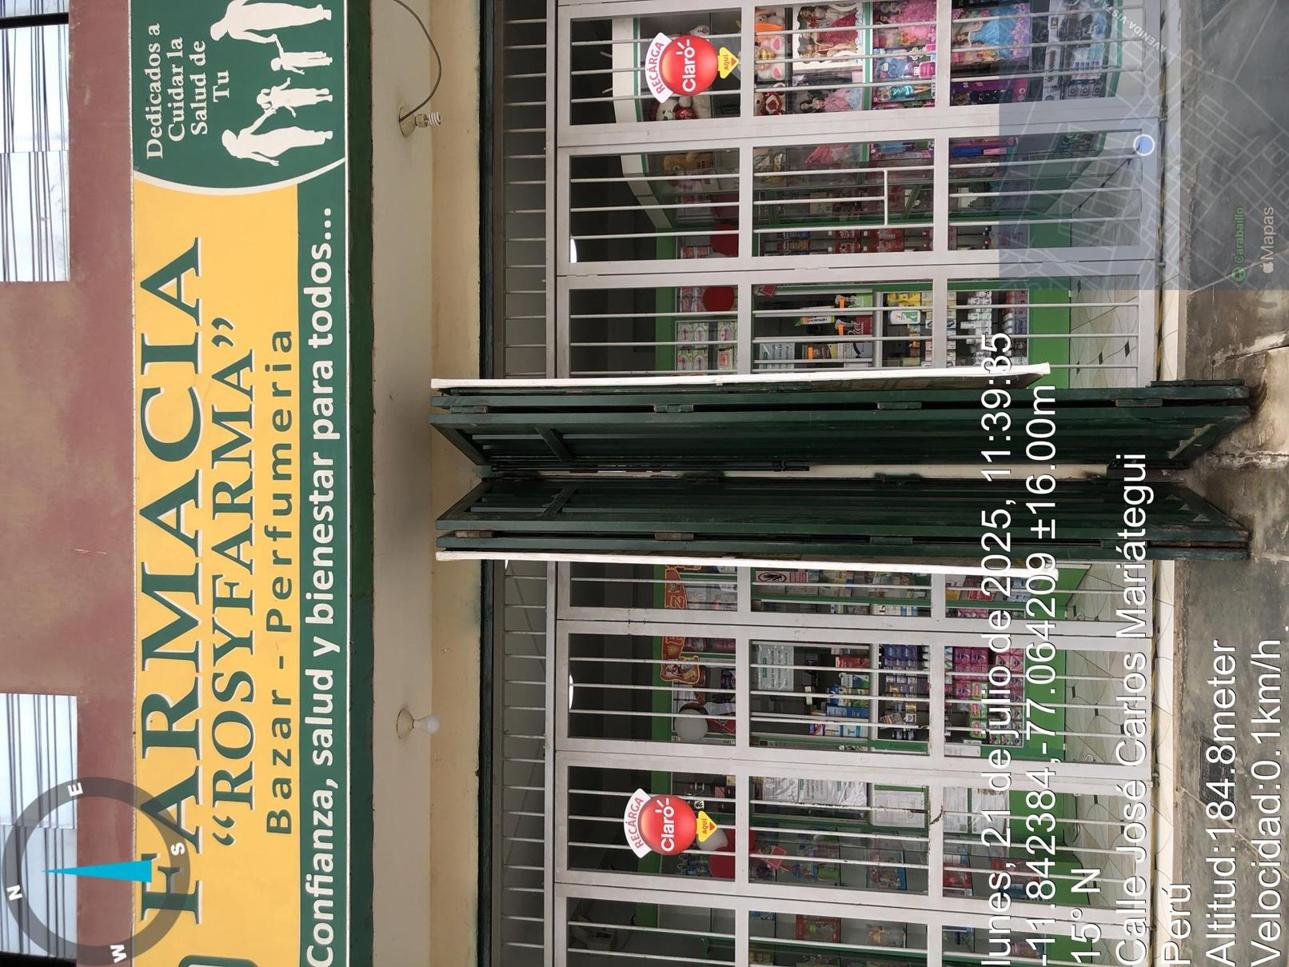 Dedicados a
Cuidar la
Salud de
Tu
FARMACIA
“ROSYFARMA”
Bazar - Perfumeria
Confianza, salud y bienestar para todos...
RECARGA
Claro
aquí
RECARGA
Claro
aquí
N
E
S
W
lunes, 21 de julio de 2025, 11:39:35
-11.842384,-77.064209 ±16.00m
15° N
Calle José Carlos Mariátegui
Perú
Altitud:184.8meter
Velocidad:0.1km/h
Carabaillo
Mapas